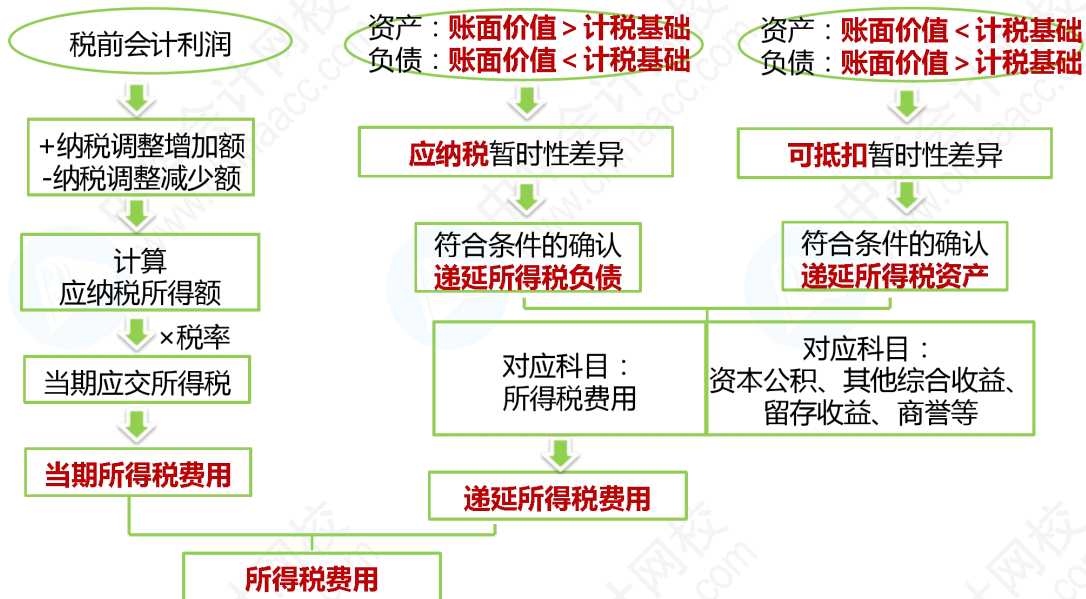 税前会计利润
+纳税调整增加额
-纳税调整减少额
计算
应纳税所得额
×税率
当期应交所得税
当期所得税费用
资产：账面价值＞计税基础
负债：账面价值＜计税基础
应纳税暂时性差异
符合条件的确认
递延所得税负债
资产：账面价值＜计税基础
负债：账面价值＞计税基础
可抵扣暂时性差异
符合条件的确认
递延所得税资产
对应科目：
所得税费用
对应科目：
资本公积、其他综合收益、
留存收益、商誉等
递延所得税费用
所得税费用